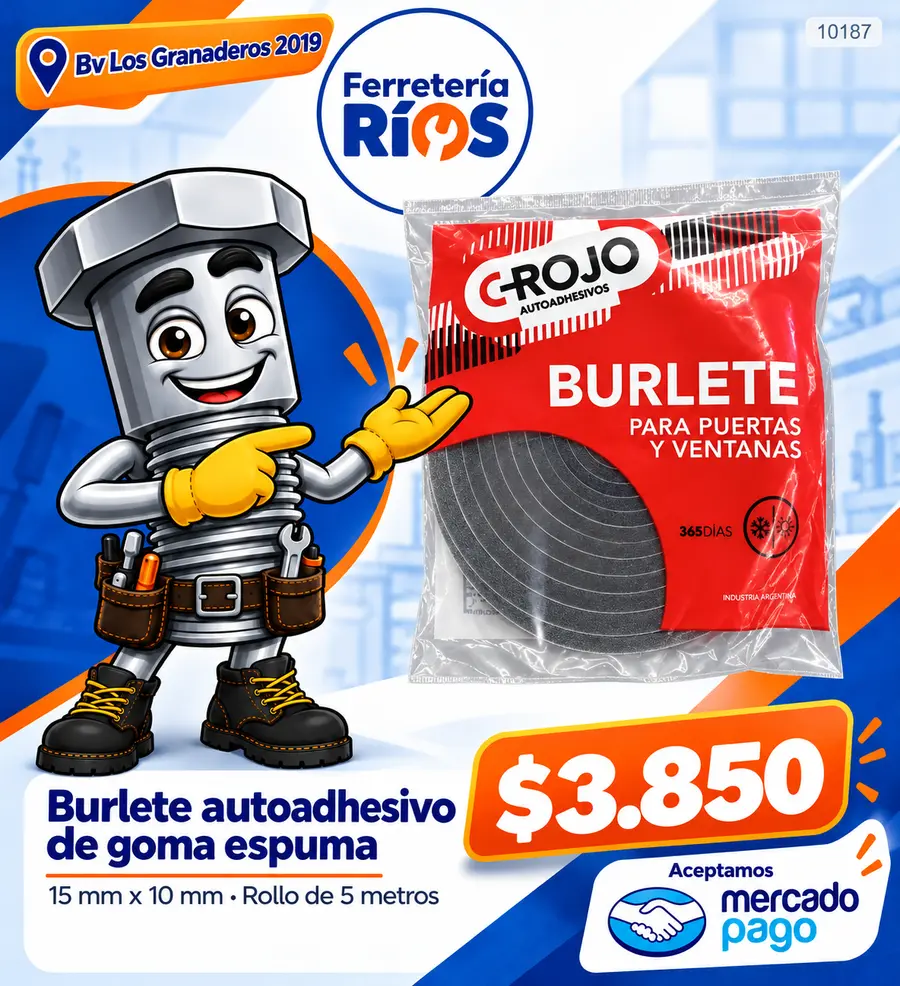 Bv Los Granaderos 2019
10187
Ferretería
Ríos
C-ROJO
AUTOADHESIVOS
BURLETE
PARA PUERTAS
Y VENTANAS
365DÍAS
INDUSTRIA ARGENTINA
$3.850
Burlete autoadhesivo
de goma espuma
15 mm x 10 mm • Rollo de 5 metros
Aceptamos
mercado
pago